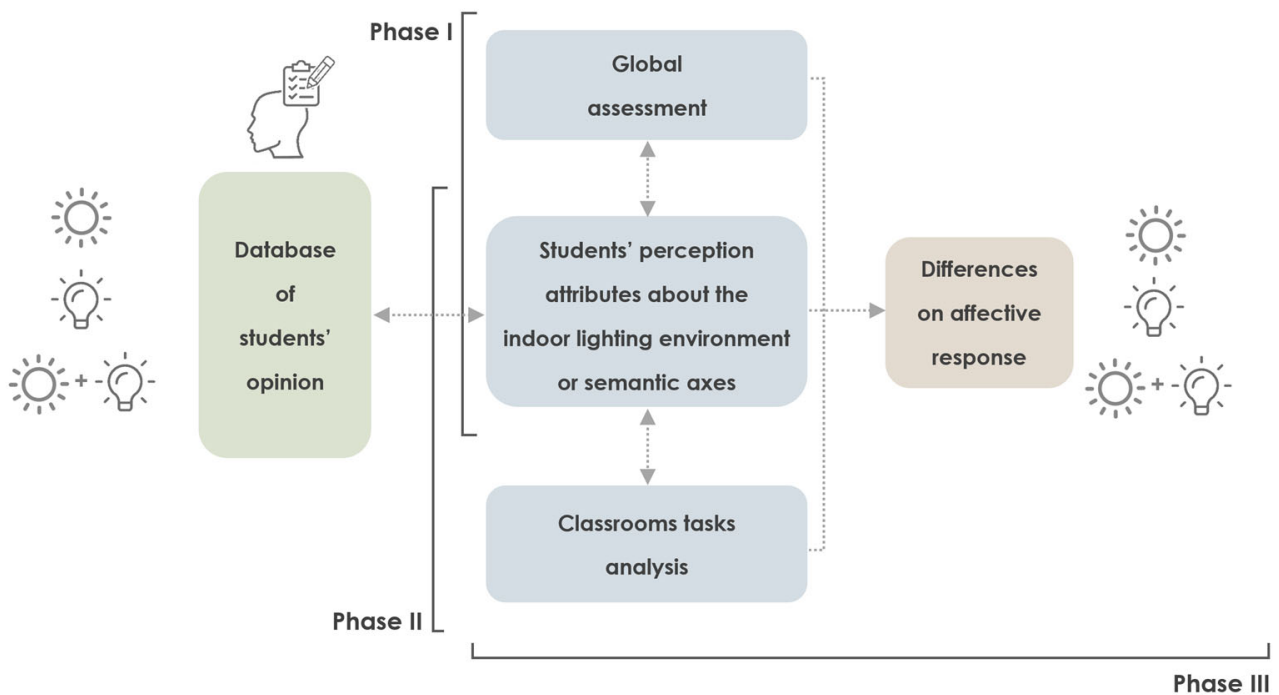 Phase I
Global
assessment
Database
of
students’
opinion
Students’ perception
attributes about the
indoor lighting environment
or semantic axes
Differences
on affective
response
+
+
Classrooms tasks
analysis
Phase II
Phase III